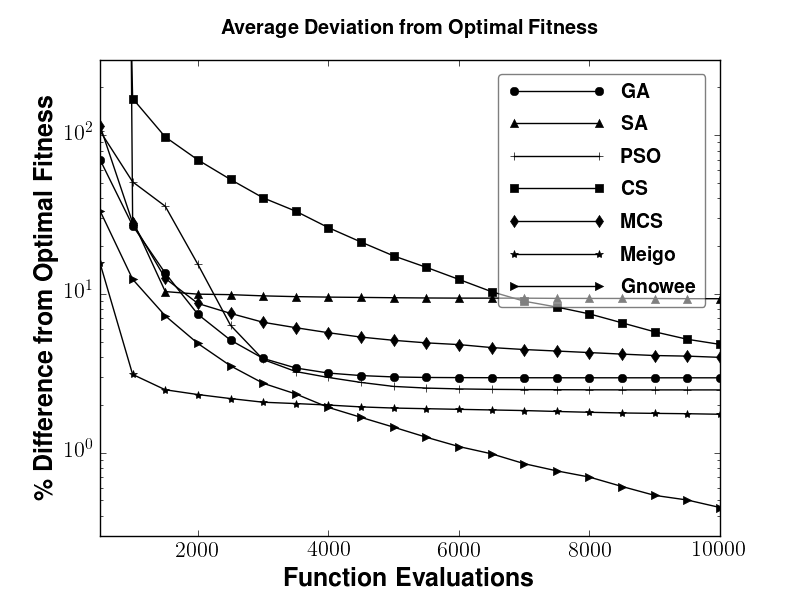 Average Deviation from Optimal Fitness
% Difference from Optimal Fitness
10²
10¹
10⁰
GA
SA
PSO
CS
MCS
Meigo
Gnowee
2000 4000 6000 8000 10000
Function Evaluations